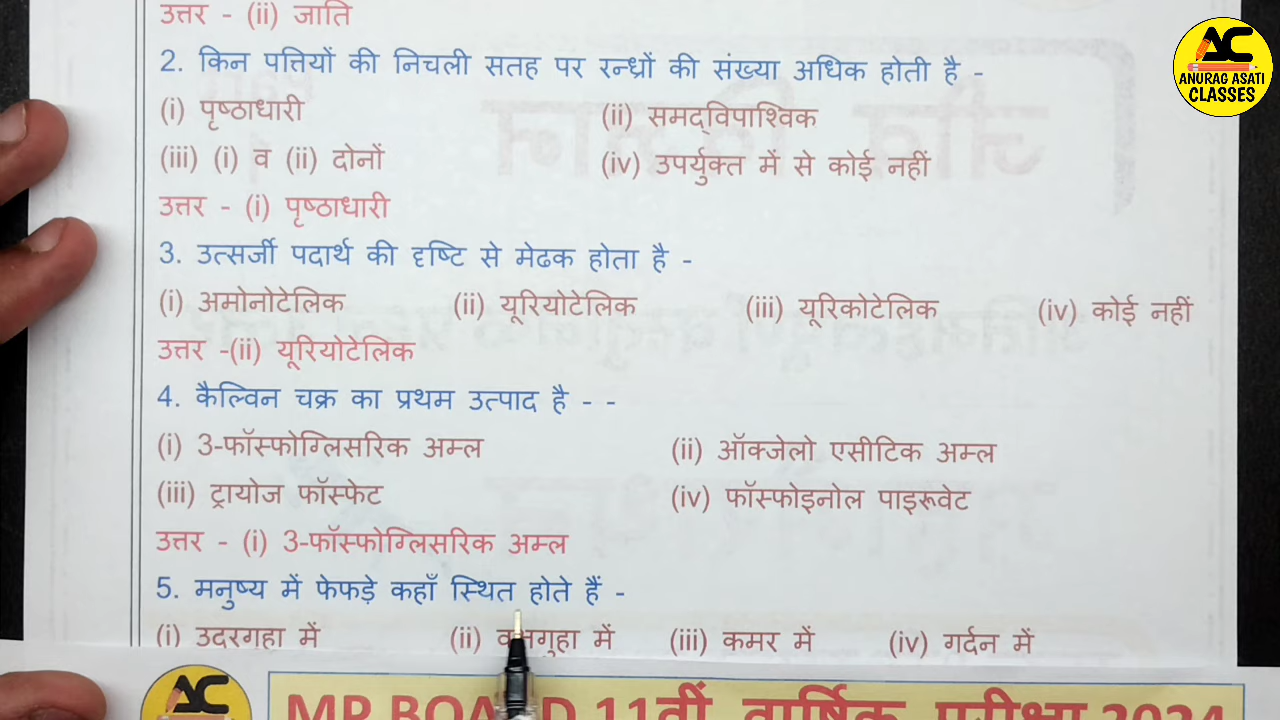 उत्तर - (ii) जाति
2. किन पत्तियों की निचली सतह पर रन्ध्रों की संख्या अधिक होती है -
(i) पृष्ठाधारी (ii) समद्विपाश्विक
(iii) (i) व (ii) दोनों (iv) उपर्युक्त में से कोई नहीं
उत्तर - (i) पृष्ठाधारी
3. उत्सर्जी पदार्थ की दृष्टि से मेढक होता है -
(i) अमोनोटेलिक (ii) यूरियोटेलिक (iii) यूरिकोटेलिक (iv) कोई नहीं
उत्तर -(ii) यूरियोटेलिक
4. कैल्विन चक्र का प्रथम उत्पाद है - -
(i) 3-फॉस्फोग्लिसरिक अम्ल (ii) ऑक्जेलो एसीटिक अम्ल
(iii) ट्रायोज फॉस्फेट (iv) फॉस्फोइनोल पाइरूवेट
उत्तर - (i) 3-फॉस्फोग्लिसरिक अम्ल
5. मनुष्य में फेफड़े कहाँ स्थित होते हैं -
(i) उदरगुहा में (ii) में (iii) कमर में (iv) गर्दन में
MP BOARD 11वीं वार्षिक परीक्षा 2024
AC
ANURAG ASATI
CLASSES
AC